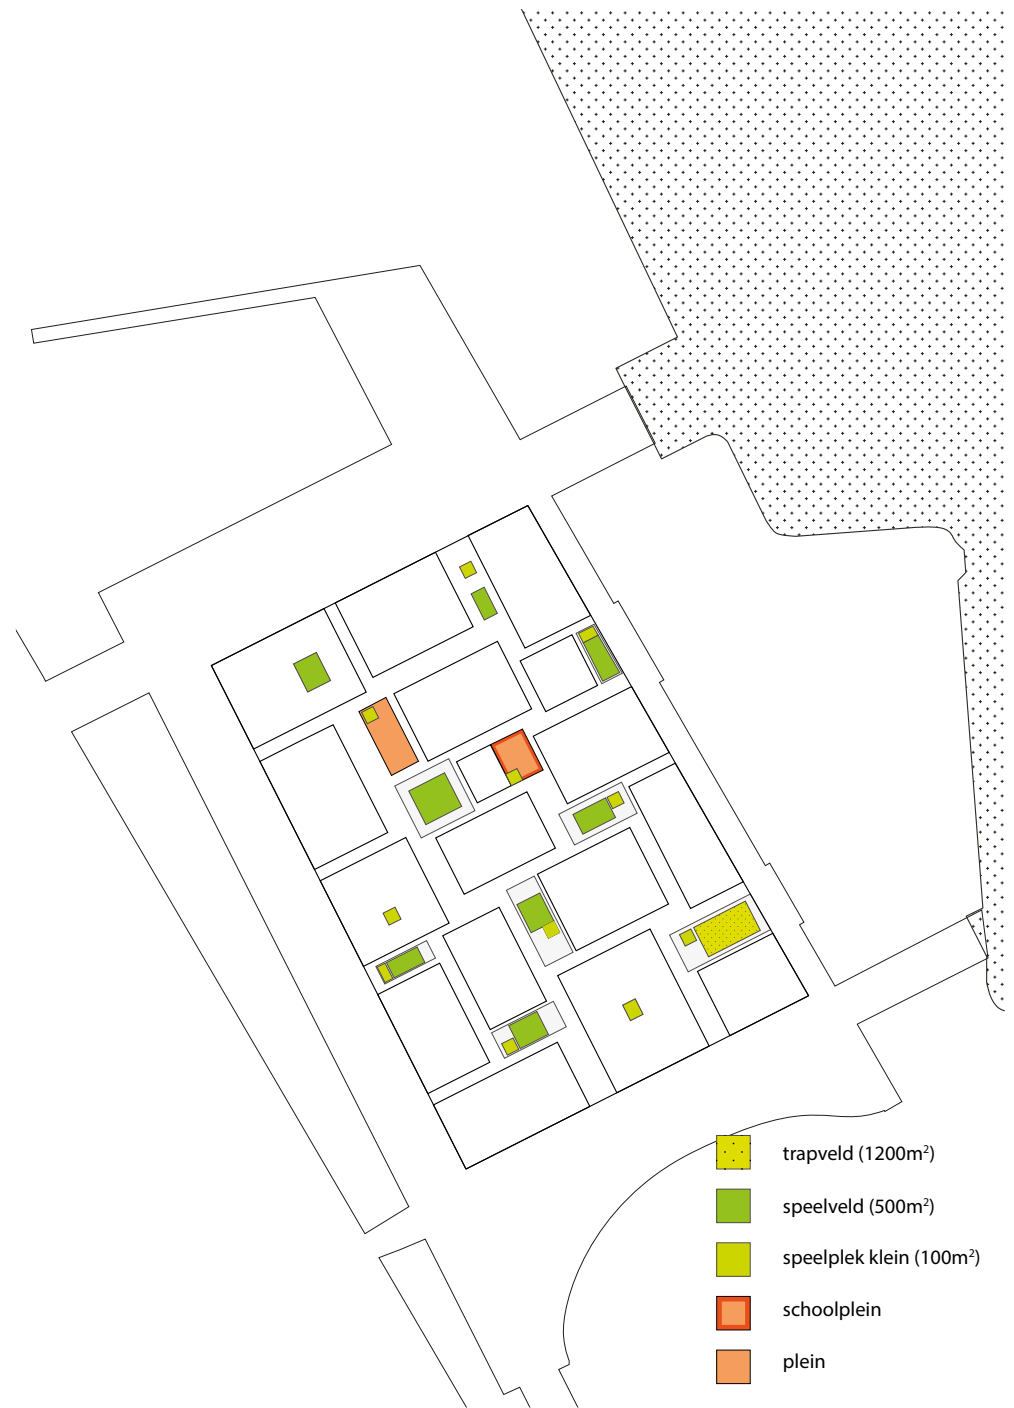 trapveld (1200m²)
speelveld (500m²)
speelplek klein (100m²)
schoolplein
plein